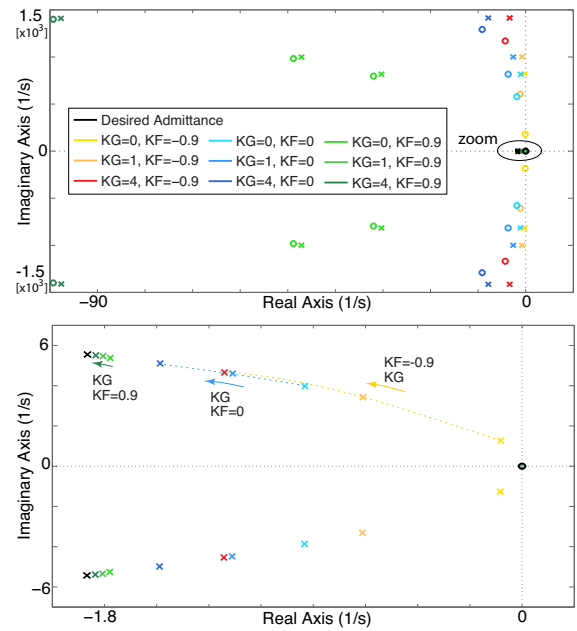 1.5
[x10³]
Imaginary Axis (1/s)
0
-1.5
[x10³]
Desired Admittance
KG=0, KF=−0.9
KG=0, KF=0
KG=0, KF=0.9
KG=1, KF=−0.9
KG=1, KF=0
KG=1, KF=0.9
KG=4, KF=−0.9
KG=4, KF=0
KG=4, KF=0.9
zoom
−90
Real Axis (1/s)
0
6
Imaginary Axis (1/s)
0
−6
KF=-0.9
KG
KG
KF=0.9
KG
KF=0
−1.8
Real Axis (1/s)
0